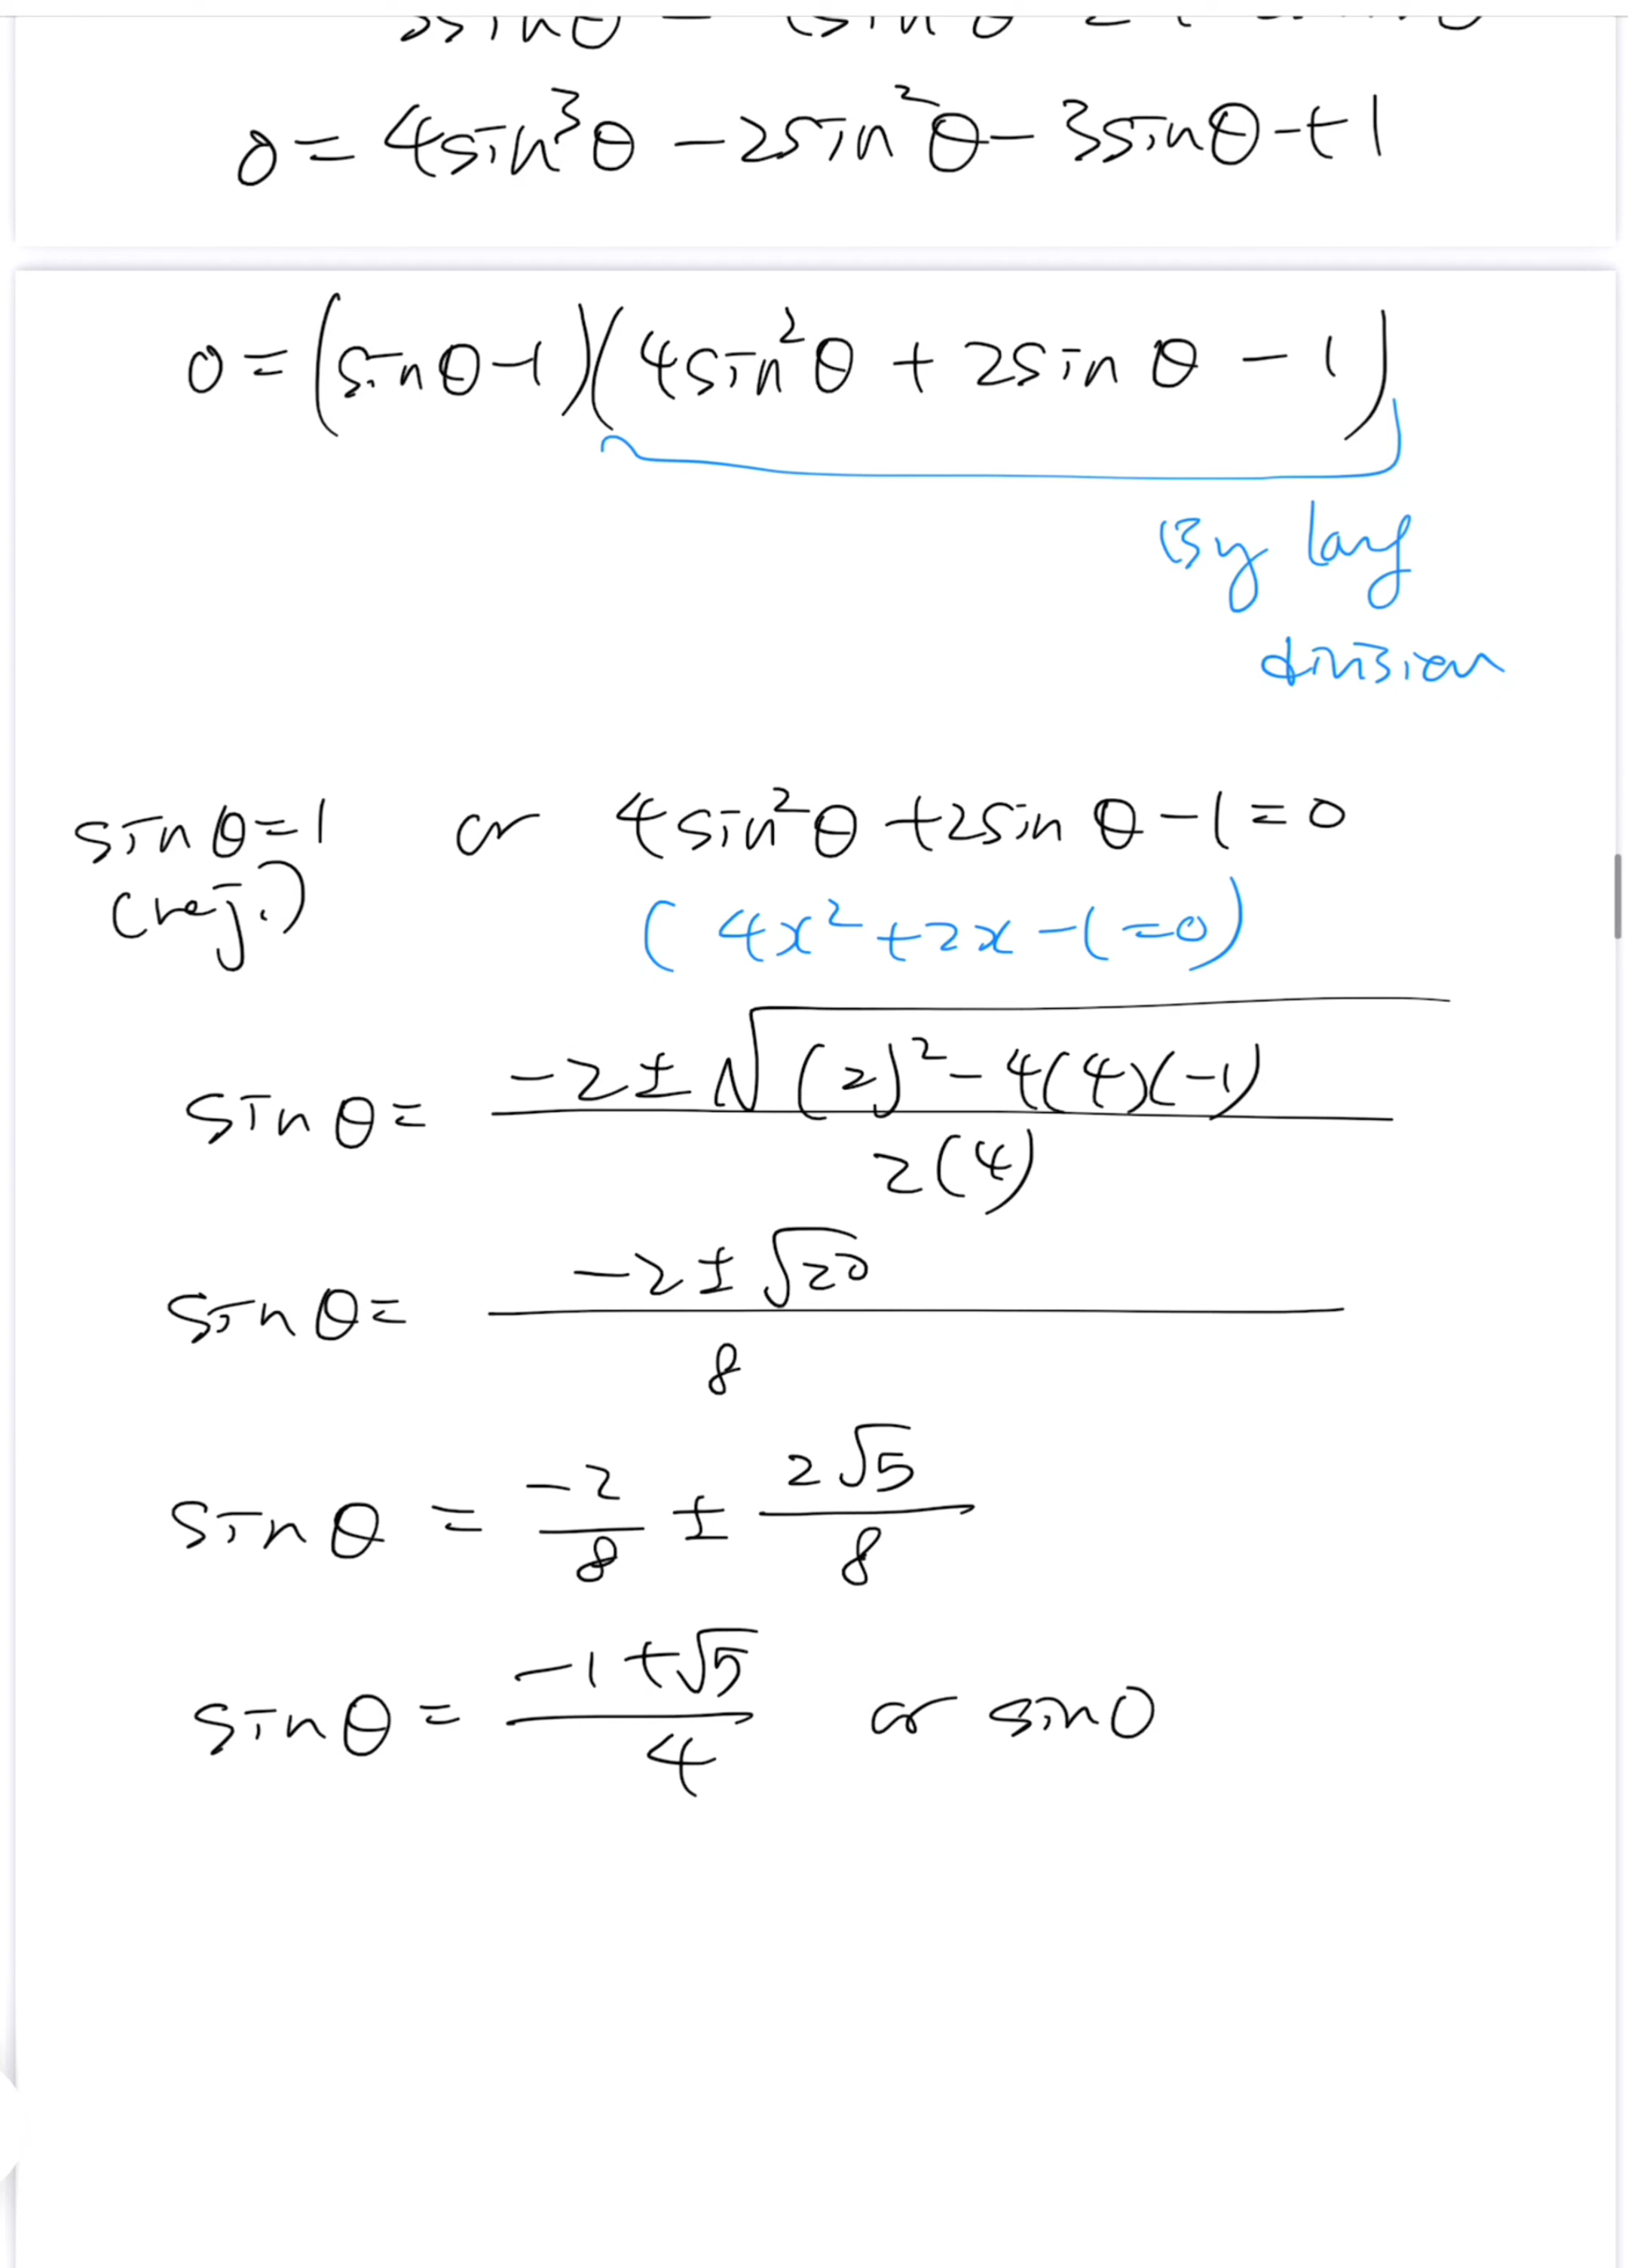 0 = 4sin³θ − 2sin²θ − 3sinθ + 1
0 = (sinθ−1)(4sin²θ + 2sinθ − 1)
By long
division
sinθ=1 or 4sin²θ + 2sinθ − 1 = 0
(rej.) (4x² + 2x − 1 = 0)
sinθ = (−2 ± √((2)² − 4(4)(−1))) / 2(4)
sinθ = (−2 ± √20) / 8
sinθ = −2/8 ± 2√5/8
sinθ = (−1+√5)/4 or sin0